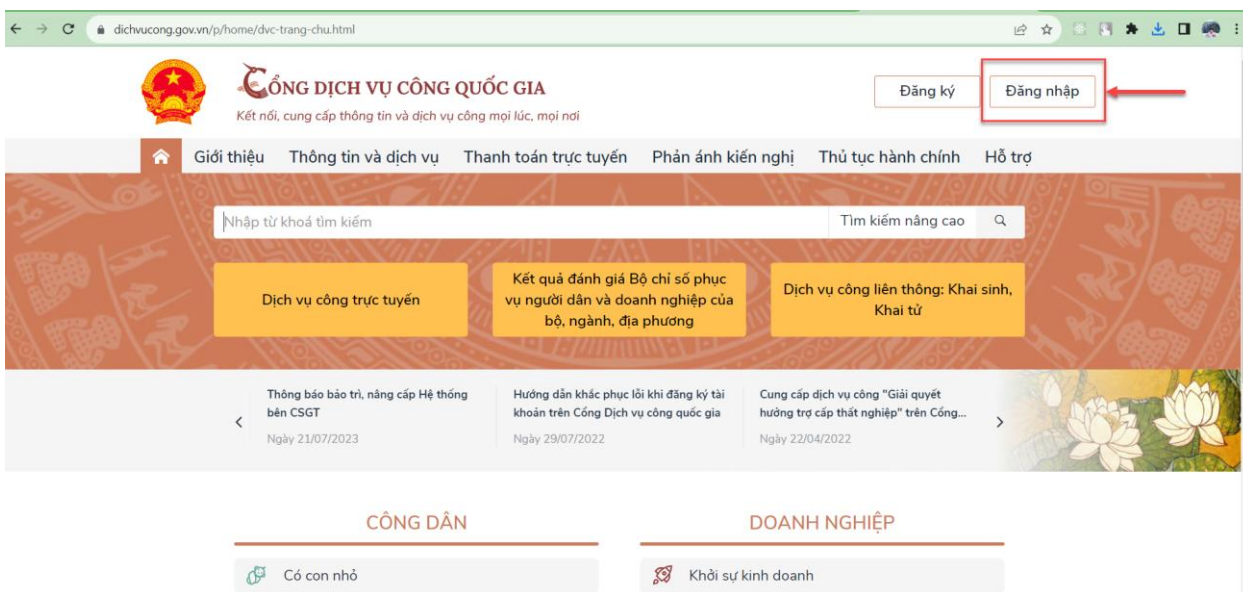 dichvucong.gov.vn/p/home/dvc-trang-chu.html
CỔNG DỊCH VỤ CÔNG QUỐC GIA
Kết nối, cung cấp thông tin và dịch vụ công mọi lúc, mọi nơi
Đăng ký
Đăng nhập
Giới thiệu
Thông tin và dịch vụ
Thanh toán trực tuyến
Phản ánh kiến nghị
Thủ tục hành chính
Hỗ trợ
Nhập từ khoá tìm kiếm
Tìm kiếm nâng cao
Dịch vụ công trực tuyến
Kết quả đánh giá Bộ chỉ số phục
vụ người dân và doanh nghiệp của
bộ, ngành, địa phương
Dịch vụ công liên thông: Khai sinh,
Khai tử
Thông báo bảo trì, nâng cấp Hệ thống
bên CSGT
Ngày 21/07/2023
Hướng dẫn khắc phục lỗi khi đăng ký tài
khoản trên Cổng Dịch vụ công quốc gia
Ngày 29/07/2022
Cung cấp dịch vụ công "Giải quyết
hưởng trợ cấp thất nghiệp" trên Cổng...
Ngày 22/04/2022
CÔNG DÂN
DOANH NGHIỆP
Có con nhỏ
Khởi sự kinh doanh